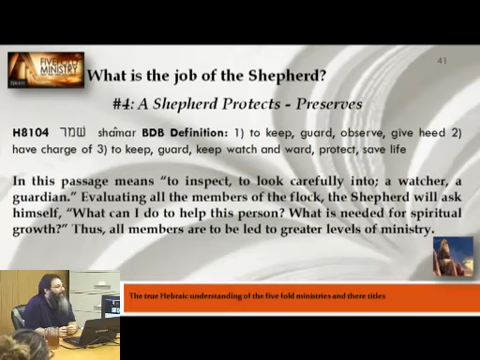 FIVEFOLD
MINISTRY
41
What is the job of the Shepherd?
#4: A Shepherd Protects - Preserves
H8104 שׁמר shâmar BDB Definition: 1) to keep, guard, observe, give heed 2)
have charge of 3) to keep, guard, keep watch and ward, protect, save life
In this passage means “to inspect, to look carefully into; a watcher, a
guardian.” Evaluating all the members of the flock, the Shepherd will ask
himself, “What can I do to help this person? What is needed for spiritual
growth?” Thus, all members are to be led to greater levels of ministry.
The true Hebraic understanding of the five fold ministries and there titles